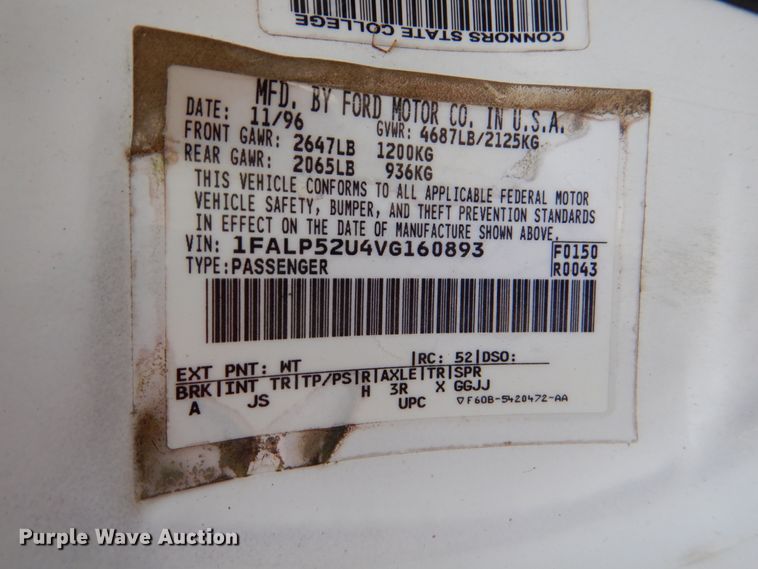 CONNORS STATE COLLEGE
MFD. BY FORD MOTOR CO. IN U.S.A.
DATE: 11/96 GVWR: 4687LB/2125KG
FRONT GAWR: 2647LB 1200KG
REAR GAWR: 2065LB 936KG
THIS VEHICLE CONFORMS TO ALL APPLICABLE FEDERAL MOTOR
VEHICLE SAFETY, BUMPER, AND THEFT PREVENTION STANDARDS
IN EFFECT ON THE DATE OF MANUFACTURE SHOWN ABOVE.
VIN: 1FALP52U4VG160893 F0150
TYPE: PASSENGER R0043
EXT PNT: WT |RC: 52|DSO:
BRK|INT TR|TP/PS|R|AXLE|TR|SPR
A JS H 3R X GGJJ
UPC ▽F60B-5420472-AA
Purple Wave Auction